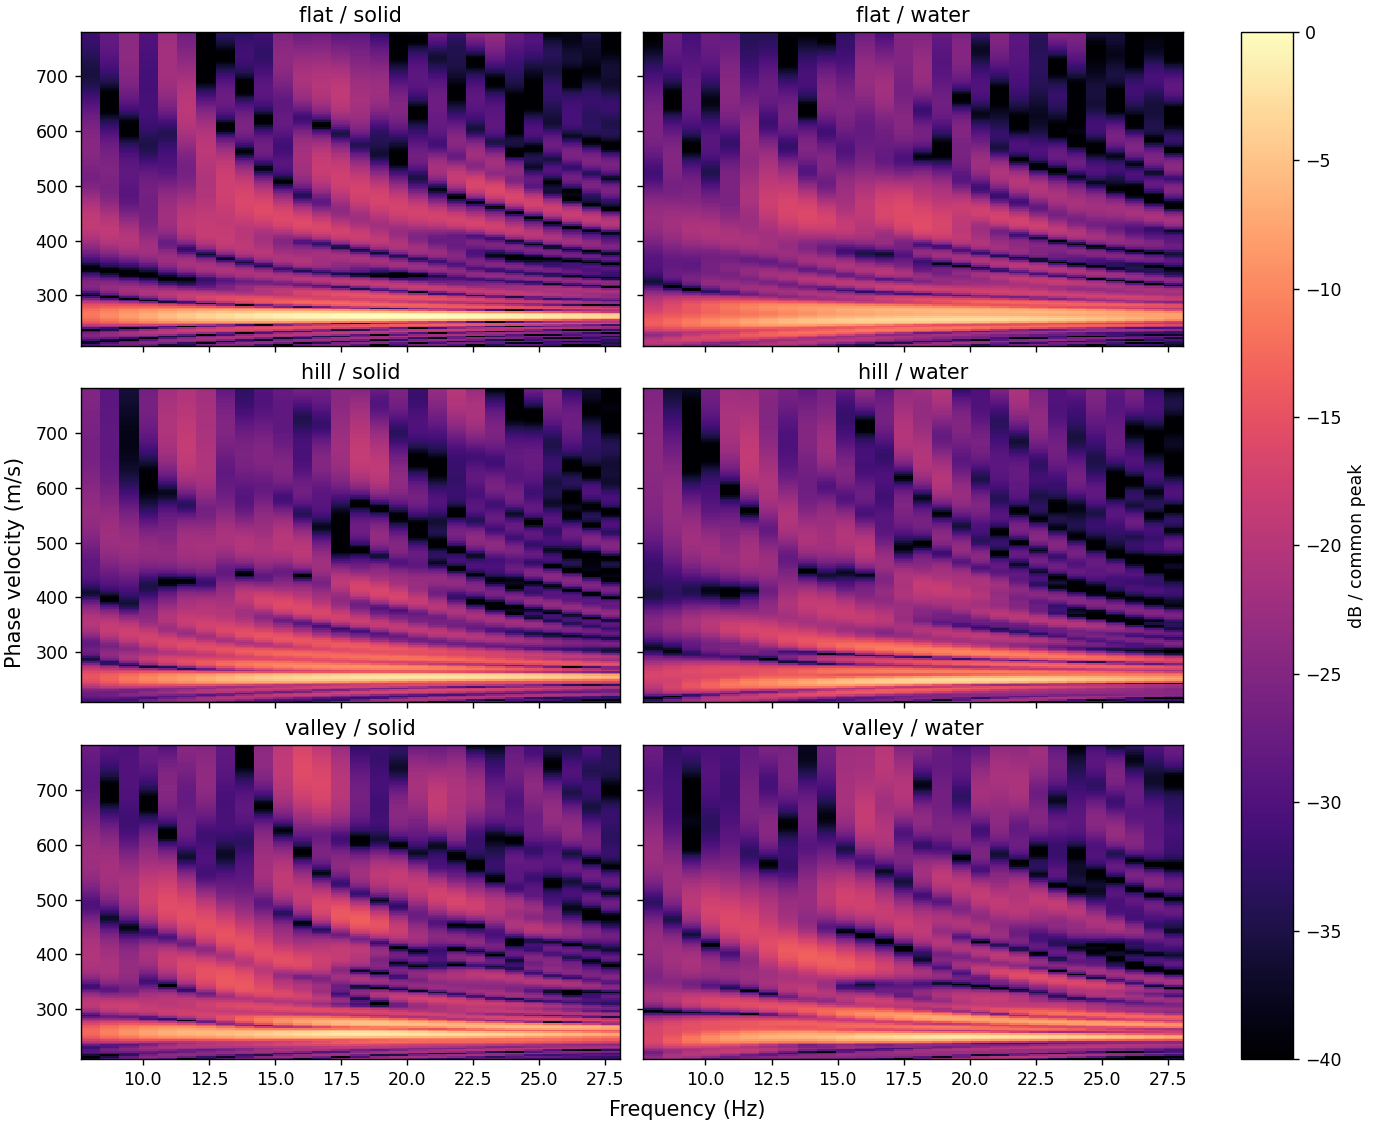 flat / solid
flat / water
700
600
500
400
300
hill / solid
hill / water
700
600
500
400
300
valley / solid
valley / water
700
600
500
400
300
10.0 12.5 15.0 17.5 20.0 22.5 25.0 27.5
10.0 12.5 15.0 17.5 20.0 22.5 25.0 27.5
Phase velocity (m/s)
Frequency (Hz)
0
−5
−10
−15
−20
−25
−30
−35
−40
dB / common peak